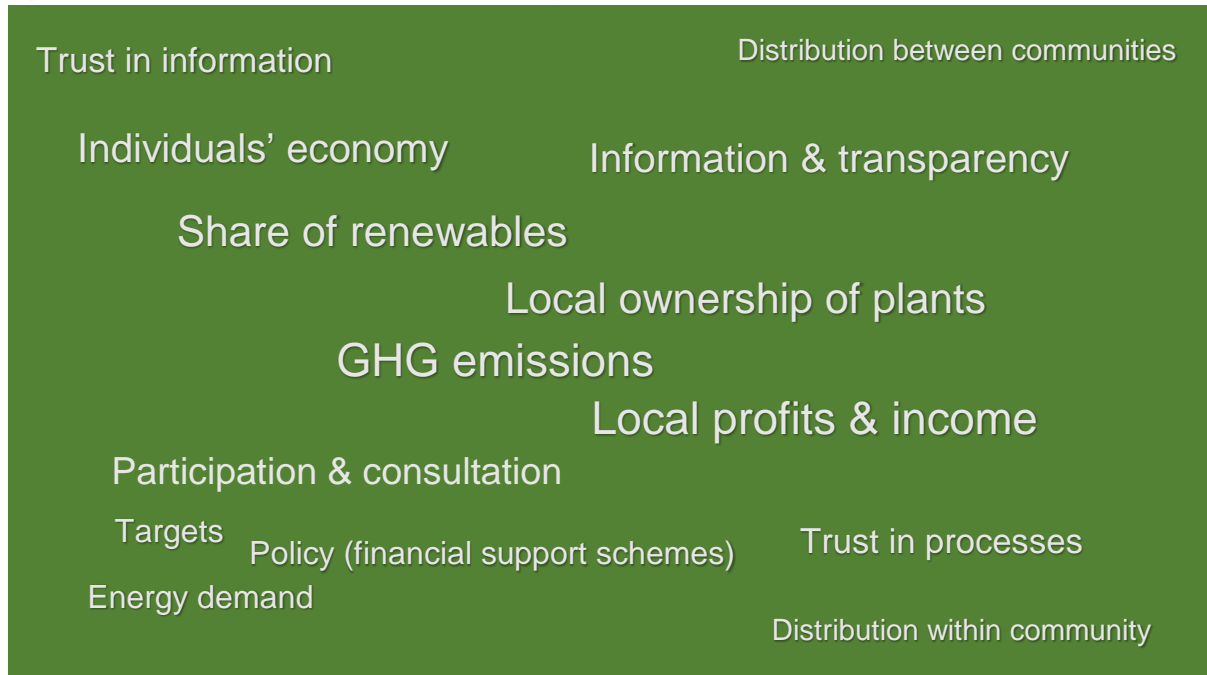 Trust in information
Distribution between communities
Individuals’ economy
Information & transparency
Share of renewables
Local ownership of plants
GHG emissions
Local profits & income
Participation & consultation
Targets
Policy (financial support schemes)
Trust in processes
Energy demand
Distribution within community